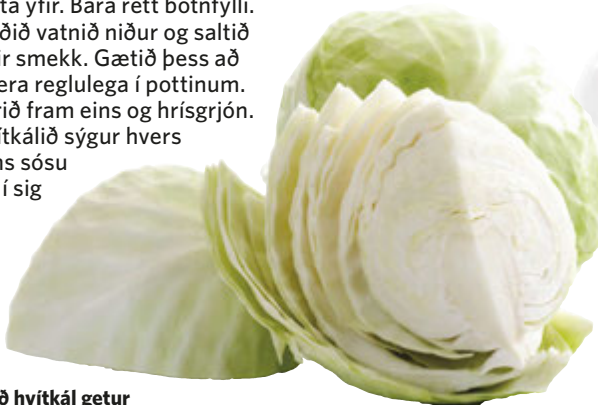 ta yfir. Bara rétt botnfylli.
ðið vatnið niður og saltið
ir smekk. Gætið þess að
era reglulega í pottinum.
rið fram eins og hrísgrjón.
ítkálið sýgur hvers
ns sósu
í sig
ð hvítkál getur